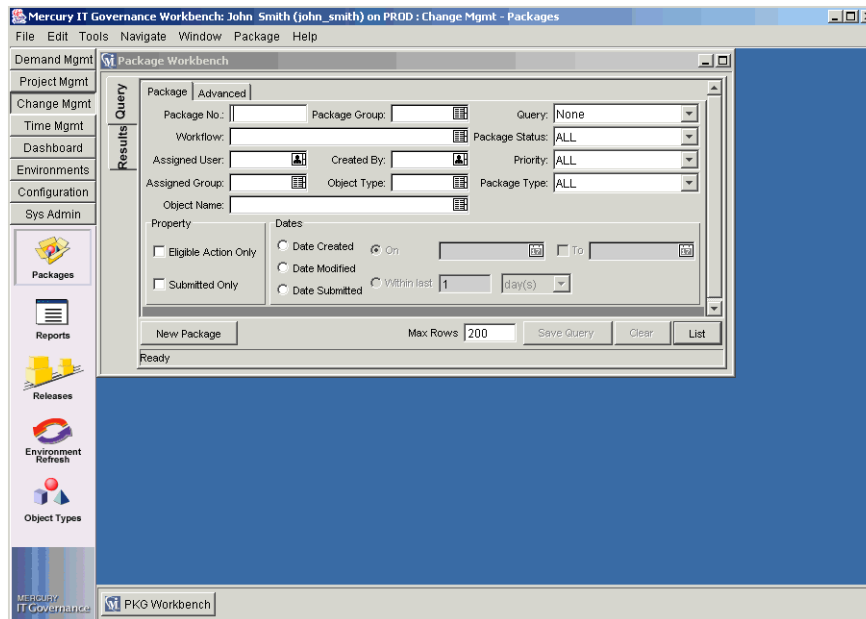 Mercury IT Governance Workbench: John Smith (john_smith) on PROD : Change Mgmt - Packages
File Edit Tools Navigate Window Package Help
Demand Mgmt
Project Mgmt
Change Mgmt
Time Mgmt
Dashboard
Environments
Configuration
Sys Admin
Packages
Reports
Releases
Environment
Refresh
Object Types
MERCURY
IT Governance
Package Workbench
Query
Results
Package Advanced
Package No.: Package Group: Query: None
Workflow: Package Status: ALL
Assigned User: Created By: Priority: ALL
Assigned Group: Object Type: Package Type: ALL
Object Name:
Property
Eligible Action Only
Submitted Only
Dates
Date Created On To
Date Modified
Date Submitted Within last 1 day(s)
New Package Max Rows 200 Save Query Clear List
Ready
PKG Workbench